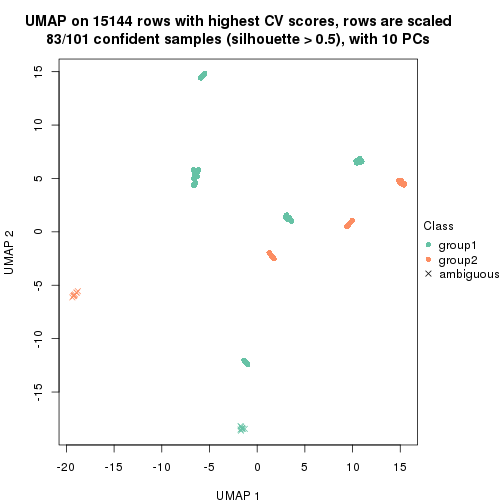 UMAP on 15144 rows with highest CV scores, rows are scaled
83/101 confident samples (silhouette > 0.5), with 10 PCs
15
10
5
0
-5
-10
-15
UMAP 2
-20
-15
-10
-5
0
5
10
15
UMAP 1
Class
group1
group2
ambiguous